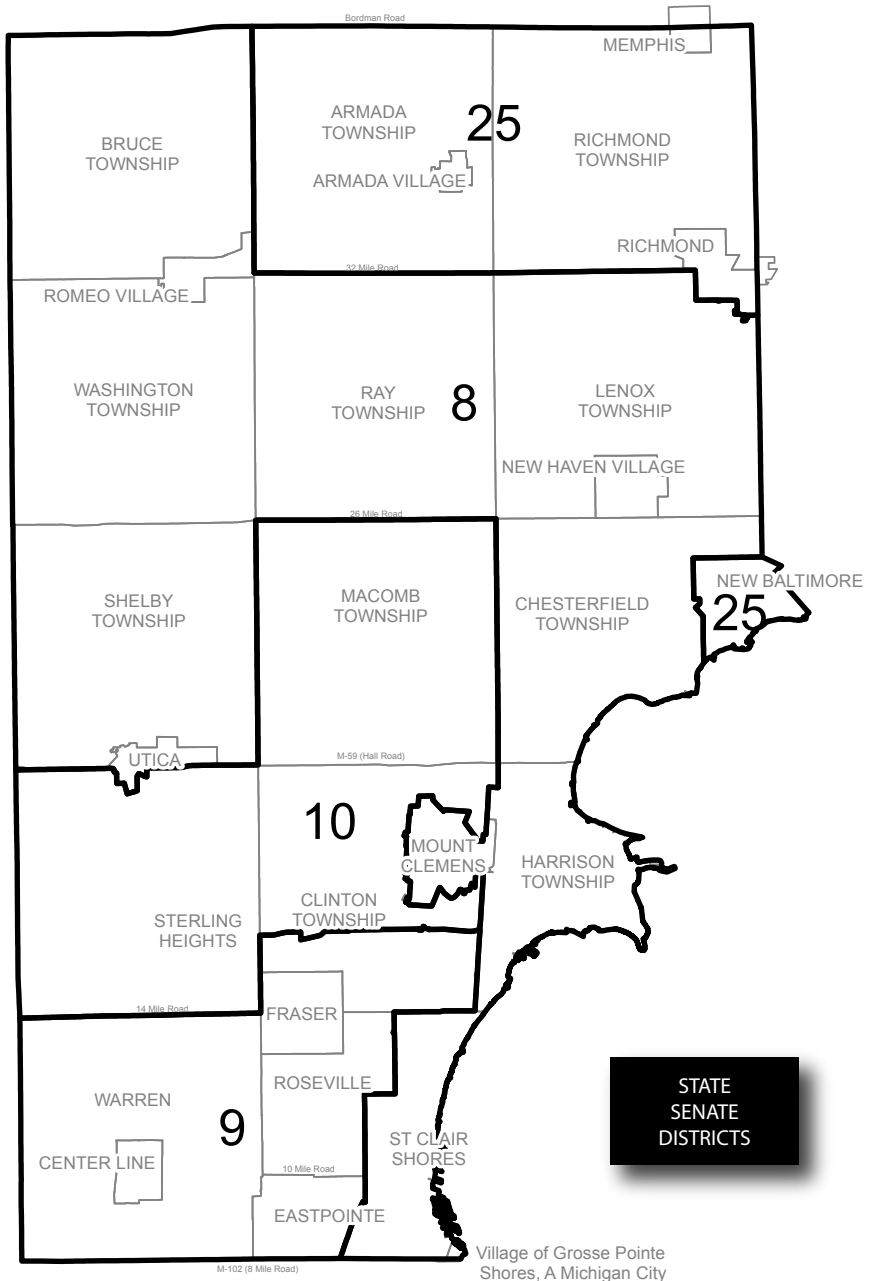 Bordman Road
MEMPHIS
ARMADA
TOWNSHIP
25
BRUCE
TOWNSHIP
RICHMOND
TOWNSHIP
ARMADA VILLAGE
RICHMOND
32 Mile Road
ROMEO VILLAGE
WASHINGTON
TOWNSHIP
RAY
TOWNSHIP
8
LENOX
TOWNSHIP
NEW HAVEN VILLAGE
26 Mile Road
SHELBY
TOWNSHIP
MACOMB
TOWNSHIP
CHESTERFIELD
TOWNSHIP
NEW BALTIMORE
25
UTICA
M-59 (Hall Road)
10
MOUNT
CLEMENS
HARRISON
TOWNSHIP
CLINTON
TOWNSHIP
STERLING
HEIGHTS
14 Mile Road
FRASER
ROSEVILLE
WARREN
9
CENTER LINE
ST CLAIR
SHORES
10 Mile Road
EASTPOINTE
STATE
SENATE
DISTRICTS
M-102 (8 Mile Road)
Village of Grosse Pointe
Shores, A Michigan City